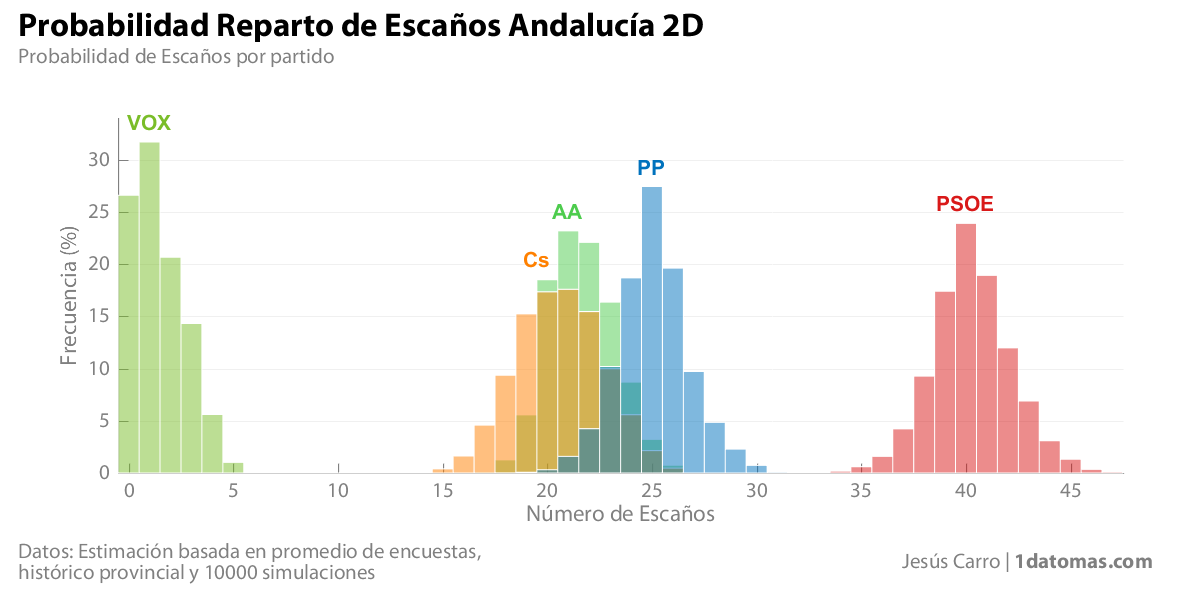 Probabilidad Reparto de Escaños Andalucía 2D
Probabilidad de Escaños por partido
VOX
PP
PSOE
AA
Cs
Frecuencia (%)
30
25
20
15
10
5
0
0 5 10 15 20 25 30 35 40 45
Número de Escaños
Datos: Estimación basada en promedio de encuestas,
histórico provincial y 10000 simulaciones
Jesús Carro | 1datomas.com